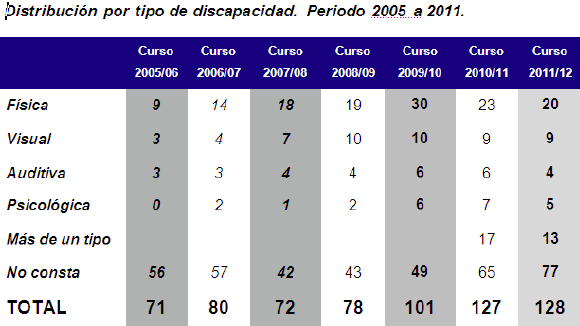 Distribución por tipo de discapacidad. Periodo 2005 a 2011.
Curso Curso Curso Curso Curso Curso Curso
2005/06 2006/07 2007/08 2008/09 2009/10 2010/11 2011/12
Física 9 14 18 19 30 23 20
Visual 3 4 7 10 10 9 9
Auditiva 3 3 4 4 6 6 4
Psicológica 0 2 1 2 6 7 5
Más de un tipo 17 13
No consta 56 57 42 43 49 65 77
TOTAL 71 80 72 78 101 127 128